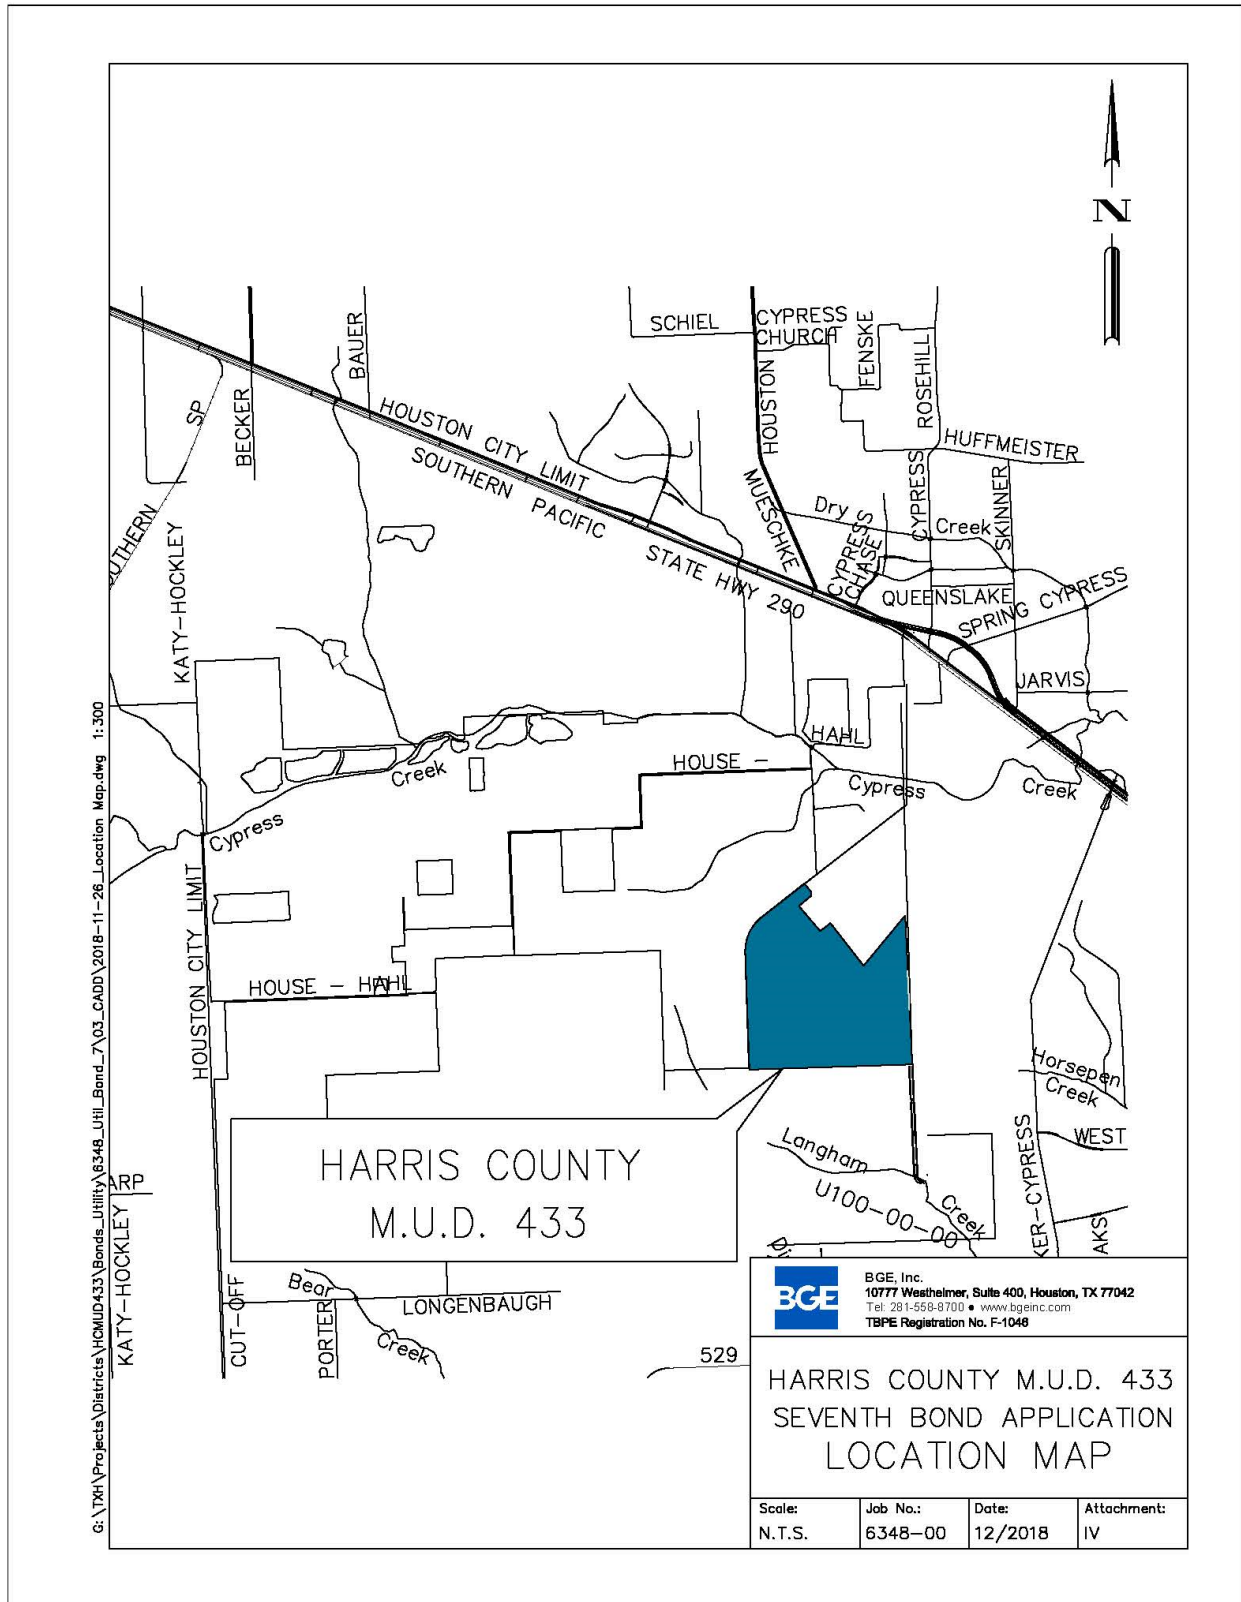 N
SCHIEL
CYPRESS
CHURCH
FENSKE
ROSEHILL
BAUER
HOUSTON
SP
BECKER
HOUSTON CITY LIMIT
HUFFMEISTER
SOUTHERN PACIFIC
MUESCHKE
Dry
Creek
CYPRESS
SKINNER
UTHERN
KATY-HOCKLEY
STATE HWY 290
CYPRESS
CHASE
QUEENSLAKE
SPRING CYPRESS
JARVIS
HAHL
HOUSE -
Creek
Cypress
Creek
Cypress
HOUSTON CITY LIMIT
HOUSE - HAHL
Horsepen
Creek
HARRIS COUNTY
M.U.D. 433
Langham
Creek
U100-00-00
WEST
KER-CYPRESS
AKS
ARP
KATY-HOCKLEY
CUT-OFF
Bear
Creek
PORTER
LONGENBAUGH
529
G:\TXH\Projects\Districts\HCMUD433\Bonds_Utility\6348_Util_Bond_7\03_CADD\2018-11-26_Location Map.dwg 1:300
BGE
BGE, Inc.
10777 Westheimer, Suite 400, Houston, TX 77042
Tel: 281-558-8700 ● www.bgeinc.com
TBPE Registration No. F-1046
HARRIS COUNTY M.U.D. 433
SEVENTH BOND APPLICATION
LOCATION MAP
Scale:
N.T.S.
Job No.:
6348-00
Date:
12/2018
Attachment:
IV